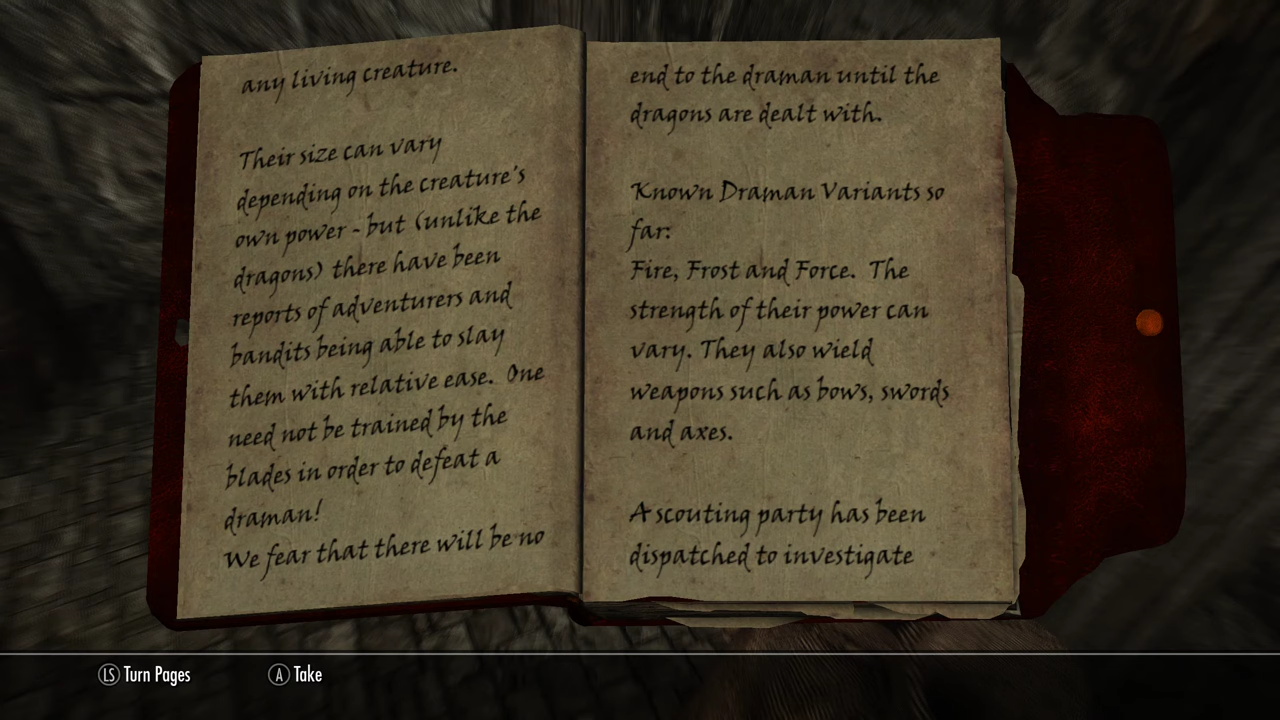 any living creature.
Their size can vary
depending on the creature's
own power - but (unlike the
dragons) there have been
reports of adventurers and
bandits being able to slay
them with relative ease.  One
need not be trained by the
blades in order to defeat a
draman!
We fear that there will be no
end to the draman until the
dragons are dealt with.
Known Draman Variants so
far:
Fire, Frost and Force.  The
strength of their power can
vary. They also wield
weapons such as bows, swords
and axes.
A scouting party has been
dispatched to investigate
LS Turn Pages
A Take